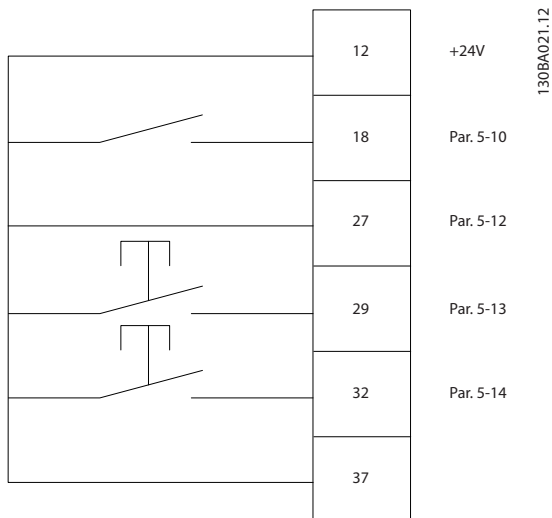 12 +24V
18 Par. 5-10
27 Par. 5-12
29 Par. 5-13
32 Par. 5-14
37
130BA021.12